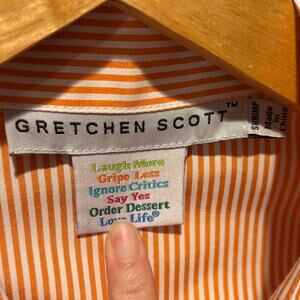 GRETCHEN SCOTT™
SHRIMP
Made
in
China
Laugh More
Gripe Less
Ignore Critics
Say Yes
Order Dessert
Love Life®